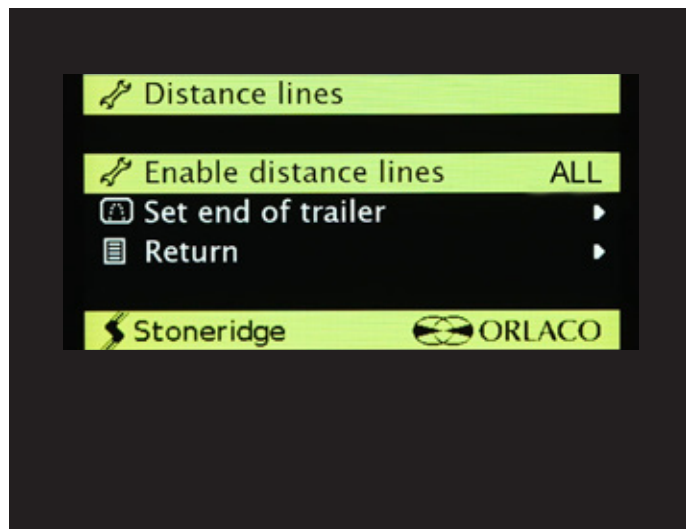 Distance lines
Enable distance lines ALL
Set end of trailer
Return
Stoneridge ORLACO